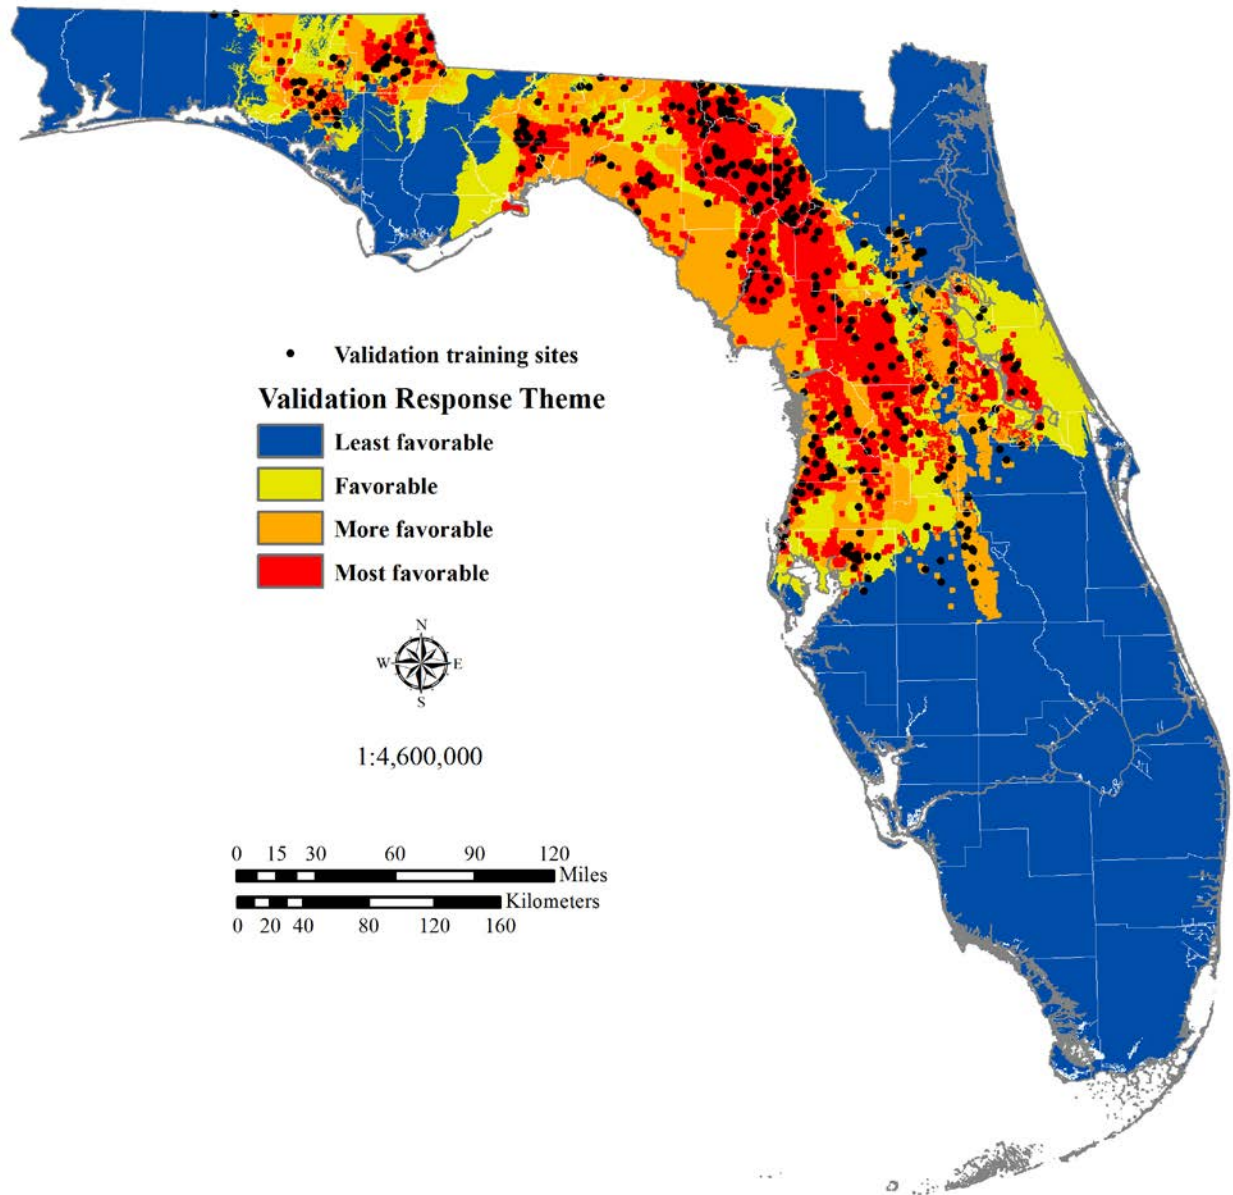 Validation training sites
Validation Response Theme
Least favorable
Favorable
More favorable
Most favorable
N
W E
S
1:4,600,000
0 15 30 60 90 120
Miles
Kilometers
0 20 40 80 120 160